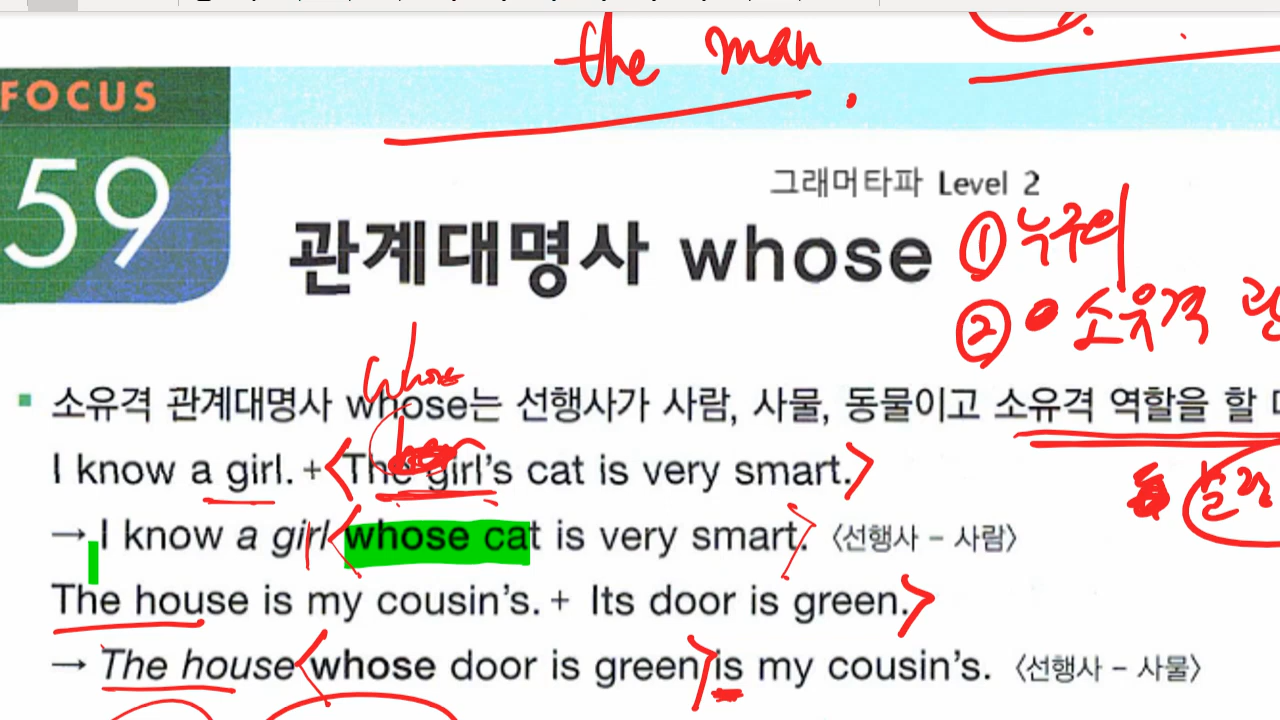 the man.
FOCUS
59
그래머타파 Level 2
관계대명사 whose
① 누구의
② 소유격
whose
소유격 관계대명사 whose는 선행사가 사람, 사물, 동물이고 소유격 역할을 할
I know a girl. + The girl's cat is very smart.
→ I know a girl whose cat is very smart. 〈선행사 – 사람〉
The house is my cousin's. + Its door is green.
→ The house whose door is green is my cousin's. 〈선행사 – 사물〉